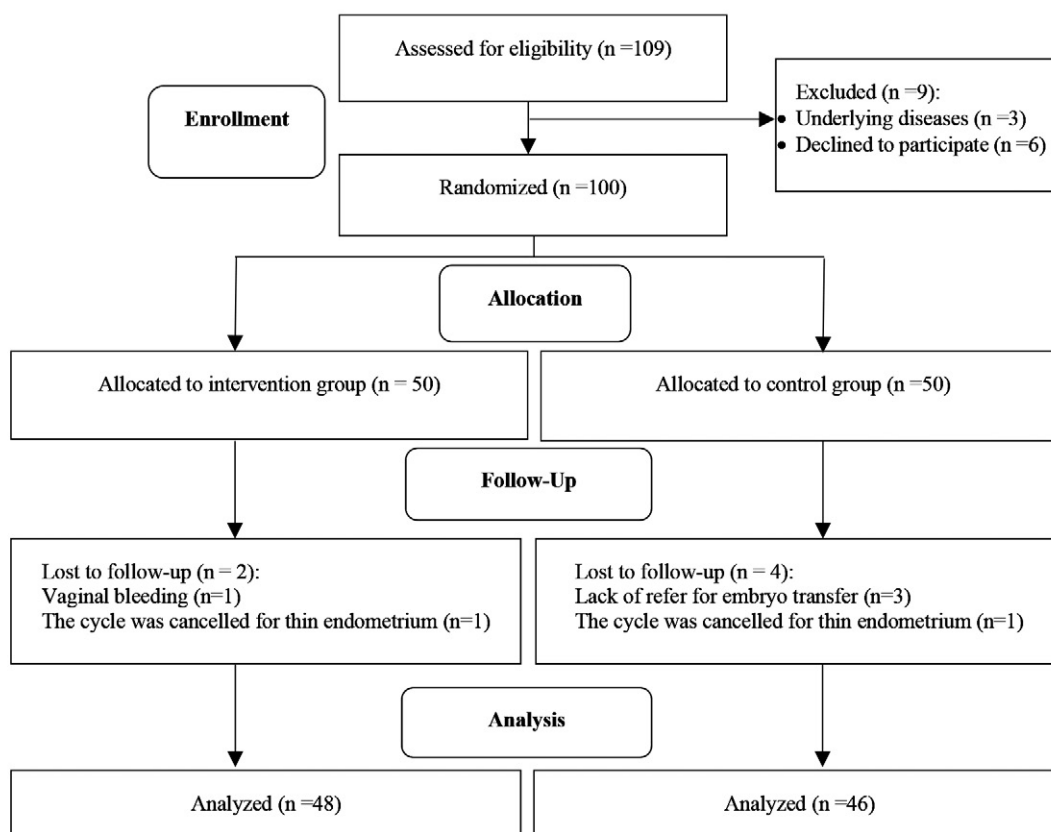 Assessed for eligibility (n =109)
Enrollment
Excluded (n =9):
• Underlying diseases (n =3)
• Declined to participate (n =6)
Randomized (n =100)
Allocation
Allocated to intervention group (n = 50)
Allocated to control group (n =50)
Follow-Up
Lost to follow-up (n = 2):
Vaginal bleeding (n=1)
The cycle was cancelled for thin endometrium (n=1)
Lost to follow-up (n = 4):
Lack of refer for embryo transfer (n=3)
The cycle was cancelled for thin endometrium (n=1)
Analysis
Analyzed (n =48)
Analyzed (n =46)